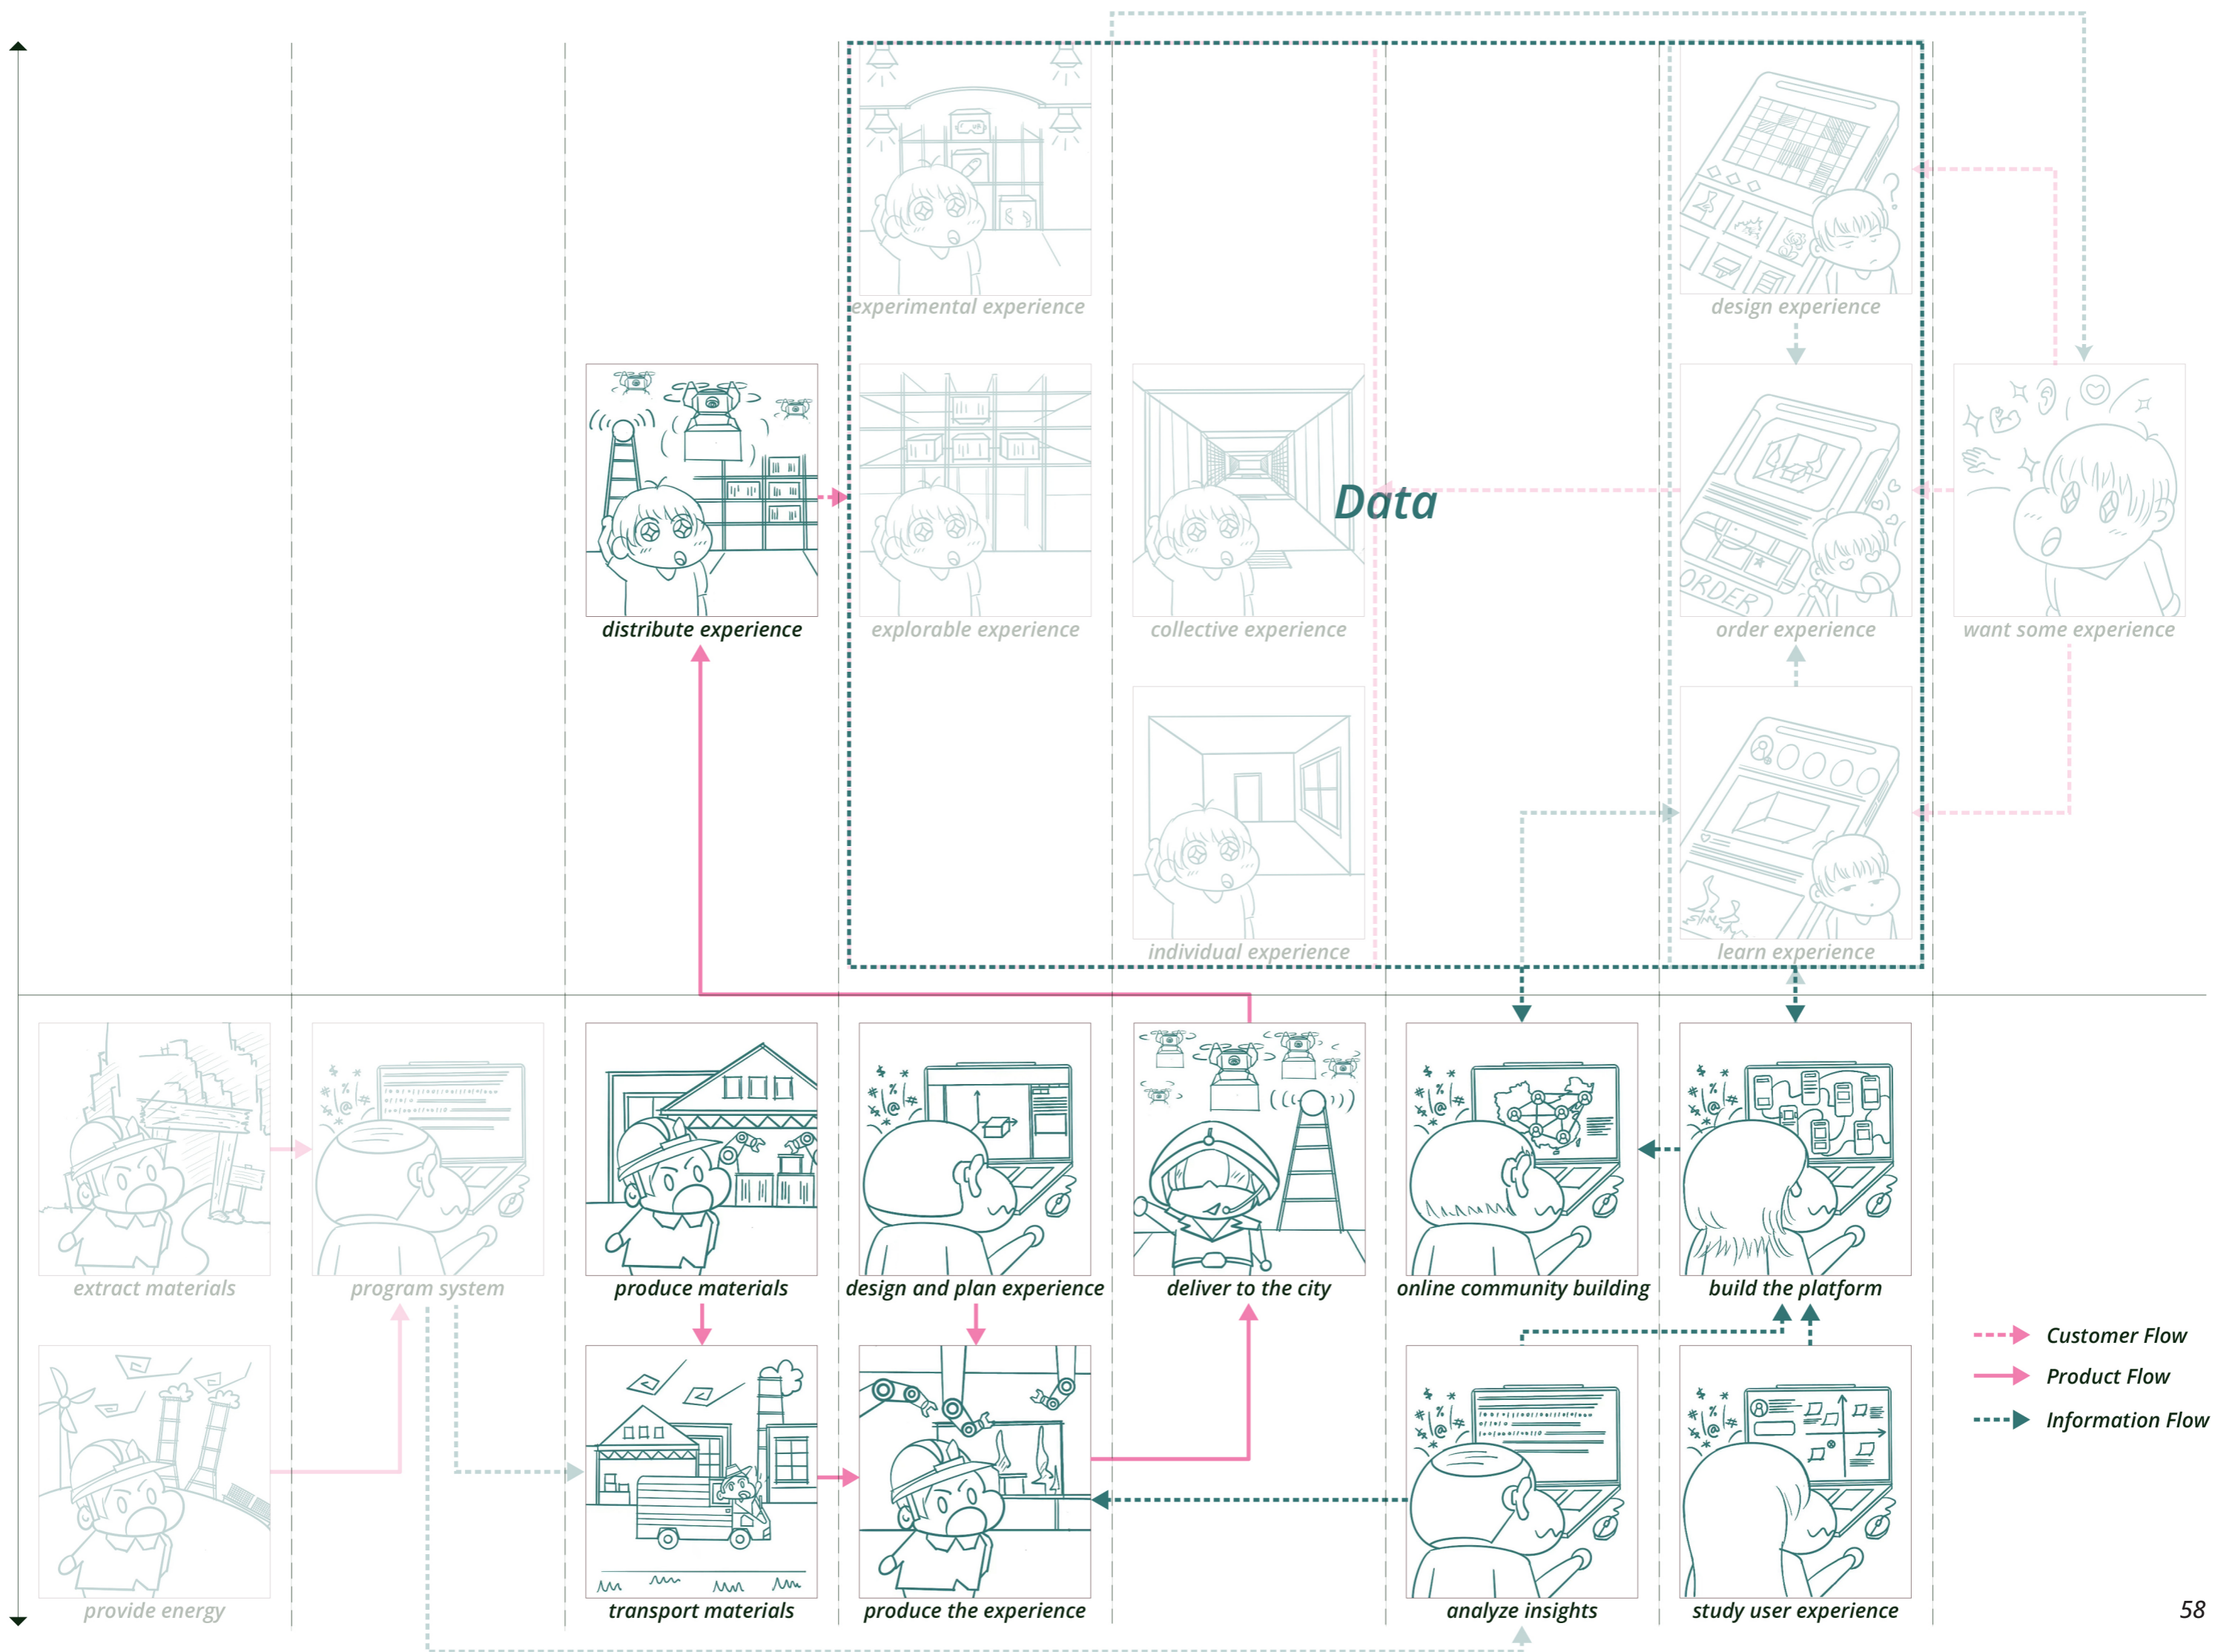 experimental experience
design experience
Data
ORDER
distribute experience
explorable experience
collective experience
order experience
want some experience
individual experience
learn experience
extract materials
program system
produce materials
design and plan experience
deliver to the city
online community building
build the platform
Customer Flow
Product Flow
Information Flow
provide energy
transport materials
produce the experience
analyze insights
study user experience
58